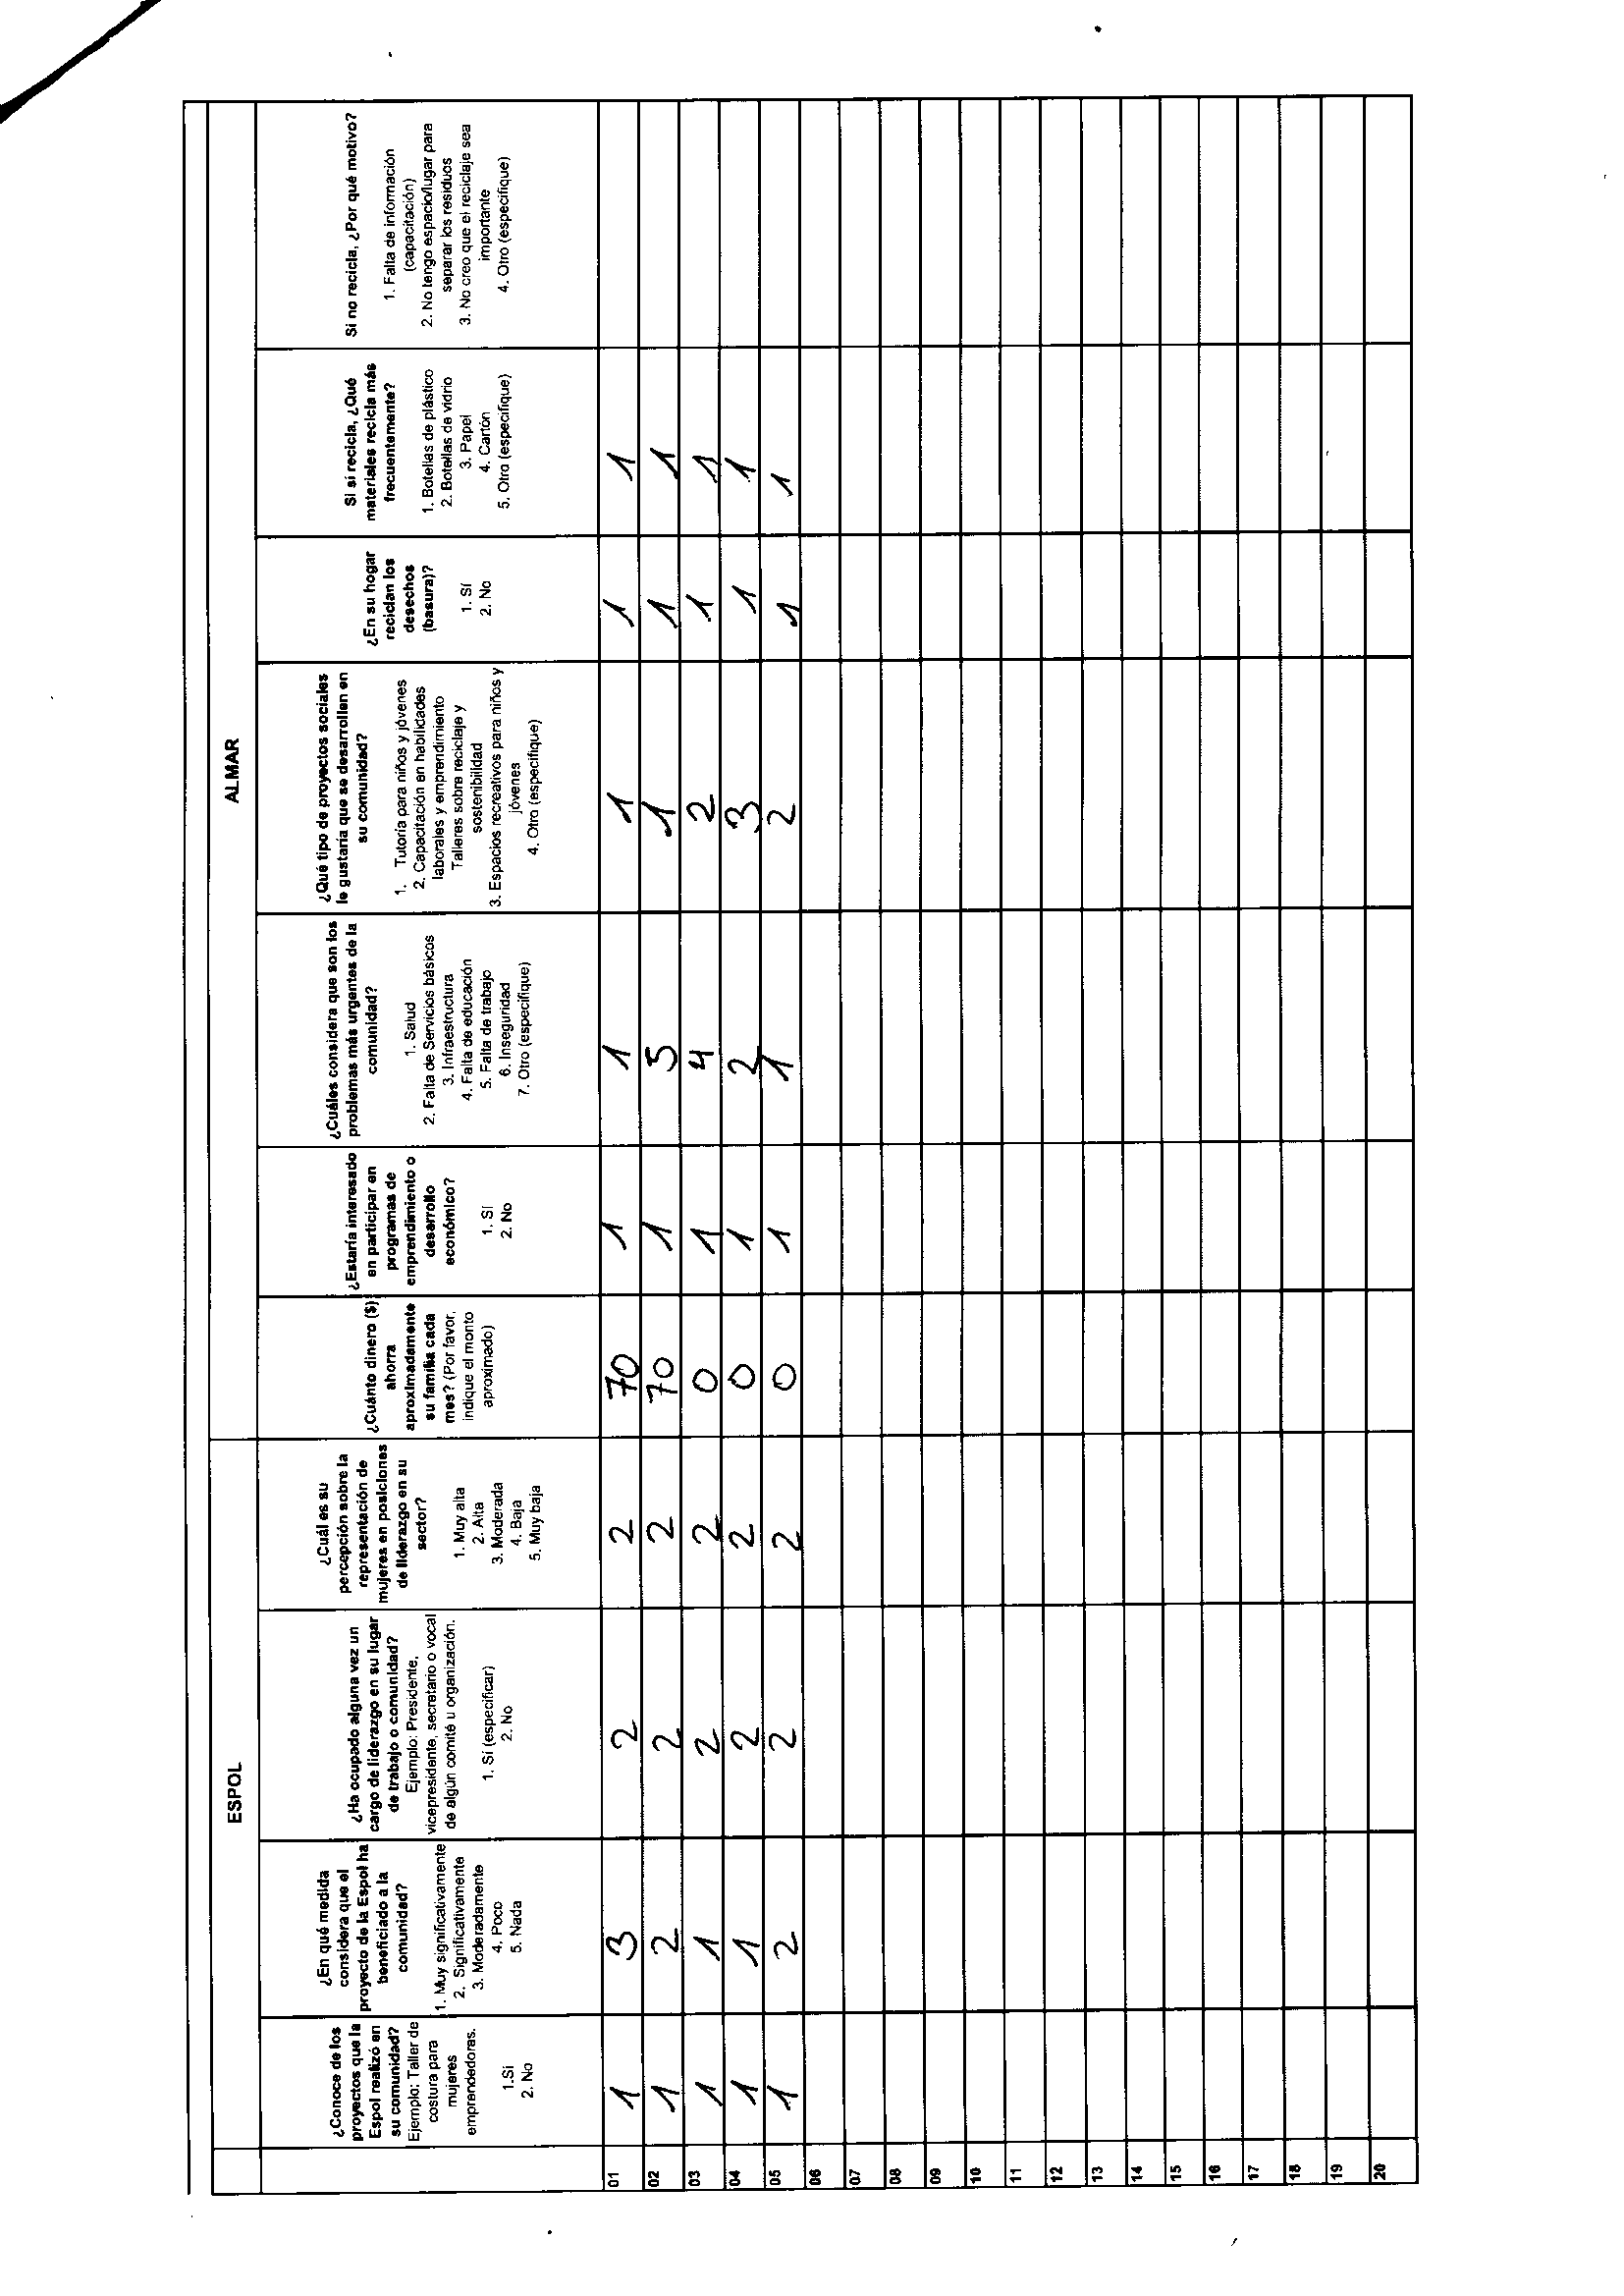 ESPOL
ALMAR
¿Conoce de los
proyectos que la
Espol realizó en
su comunidad?
Ejemplo: Taller de
costura para
mujeres
emprendedoras.
1.Si
2. No
¿En qué medida
considera que el
proyecto de la Espol ha
beneficiado a la
comunidad?
1. Muy significativamente
2. Significativamente
3. Moderadamente
4. Poco
5. Nada
¿Ha ocupado alguna vez un
cargo de liderazgo en su lugar
de trabajo o comunidad?
Ejemplo: Presidente,
vicepresidente, secretario o vocal
de algún comité u organización.
1. Sí (especificar)
2. No
¿Cuál es su
percepción sobre la
representación de
mujeres en posiciones
de liderazgo en su
sector?
1. Muy alta
2. Alta
3. Moderada
4. Baja
5. Muy baja
¿Cuánto dinero ($)
ahorra
aproximadamente
su familia cada
mes? (Por favor,
indique el monto
aproximado)
¿Estaría interesado
en participar en
programas de
emprendimiento o
desarrollo
económico?
1. Sí
2. No
¿Cuáles considera que son los
problemas más urgentes de la
comunidad?
1. Salud
2. Falta de Servicios básicos
3. Infraestructura
4. Falta de educación
5. Falta de trabajo
6. Inseguridad
7. Otro (especifique)
¿Qué tipo de proyectos sociales
le gustaría que se desarrollen en
su comunidad?
1. Tutoría para niños y jóvenes
2. Capacitación en habilidades
laborales y emprendimiento
Talleres sobre reciclaje y
sostenibilidad
3. Espacios recreativos para niños y
jóvenes
4. Otro (especifique)
¿En su hogar
reciclan los
desechos
(basura)?
1. Sí
2. No
Si sí recicla, ¿Qué
materiales recicla más
frecuentemente?
1. Botellas de plástico
2. Botellas de vidrio
3. Papel
4. Cartón
5. Otro (especifique)
Si no recicla, ¿Por qué motivo?
1. Falta de información
(capacitación)
2. No tengo espacio/lugar para
separar los residuos
3. No creo que el reciclaje sea
importante
4. Otro (especifique)
01 1 3 2 2 70 1 1 1 1 1
02 1 2 2 2 70 1 5 1 1 1
03 1 1 2 2 0 1 4 2 1 1
04 1 1 2 2 0 1 2 3 1 1
05 1 2 2 2 0 1 1 2 1 1
06
07
08
09
10
11
12
13
14
15
16
17
18
19
20